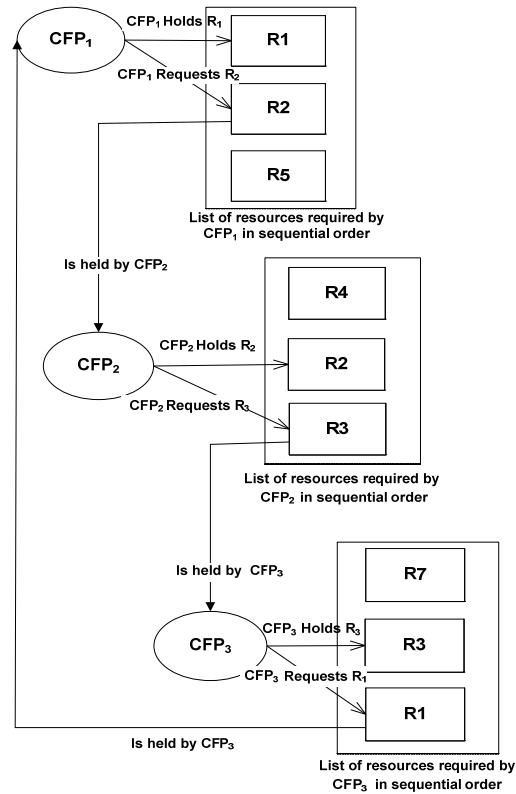 CFP1
CFP1 Holds R1
R1
CFP1 Requests R2
R2
R5
List of resources required by
CFP1 in sequential order
Is held by CFP2
R4
CFP2
CFP2 Holds R2
R2
CFP2 Requests R3
R3
List of resources required by
CFP2 in sequential order
Is held by CFP3
R7
CFP3
CFP3 Holds R3
R3
CFP3 Requests R1
R1
Is held by CFP3
List of resources required by
CFP3 in sequential order